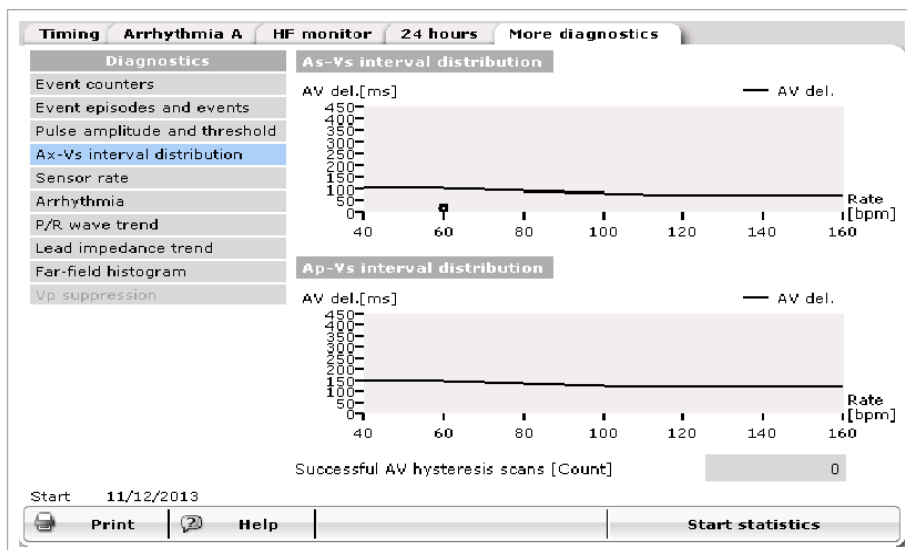 Timing Arrhythmia A HF monitor 24 hours More diagnostics
Diagnostics
Event counters
Event episodes and events
Pulse amplitude and threshold
Ax-Vs interval distribution
Sensor rate
Arrhythmia
P/R wave trend
Lead impedance trend
Far-field histogram
Vp suppression
As-Vs interval distribution
AV del.[ms]
AV del.
450
400
350
300
250
200
150
100
50
0
Rate
[bpm]
40 60 80 100 120 140 160
Ap-Vs interval distribution
AV del.[ms]
AV del.
450
400
350
300
250
200
150
100
50
0
Rate
[bpm]
40 60 80 100 120 140 160
Successful AV hysteresis scans [Count] 0
Start 11/12/2013
Print Help Start statistics